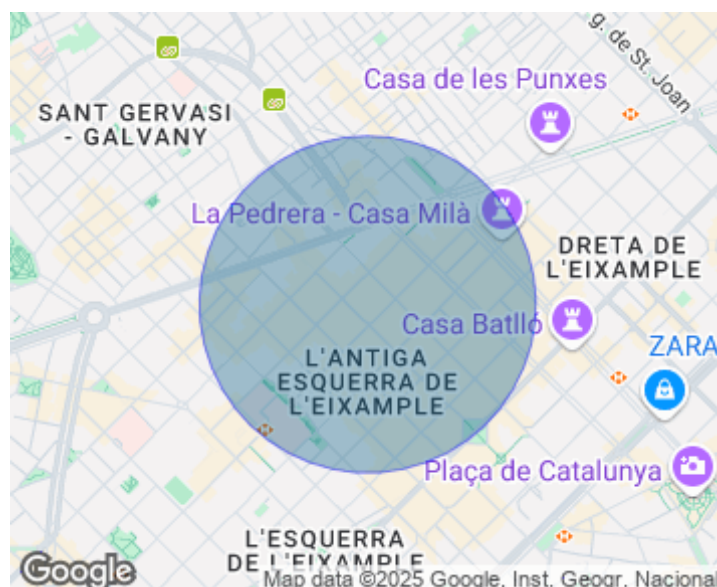 Casa de les Punxes
g. de St. Joan
SANT GERVASI
- GALVANY
La Pedrera - Casa Milà
DRETA DE
L'EIXAMPLE
Casa Batlló
ZARA
L'ANTIGA
ESQUERRA DE
L'EIXAMPLE
Plaça de Catalunya
L'ESQUERRA
DE L'EIXAMPLE
Google
Map data ©2025 Google, Inst. Geogr. Nacional